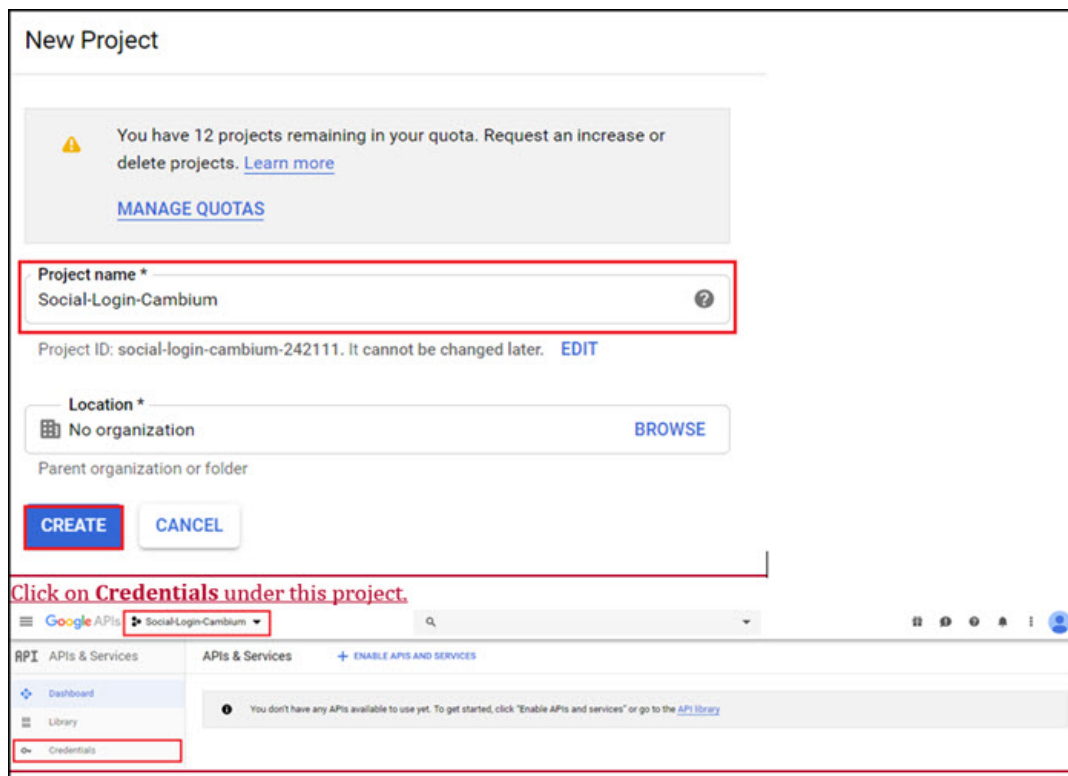 New Project
You have 12 projects remaining in your quota. Request an increase or
delete projects. Learn more
MANAGE QUOTAS
Project name *
Social-Login-Cambium
Project ID: social-login-cambium-242111. It cannot be changed later. EDIT
Location *
No organization BROWSE
Parent organization or folder
CREATE CANCEL
Click on Credentials under this project.
Google APIs Social-Login-Cambium
API APIs & Services APIs & Services + ENABLE APIS AND SERVICES
Dashboard
You don't have any APIs available to use yet. To get started, click "Enable APIs and services" or go to the API library
Library
Credentials